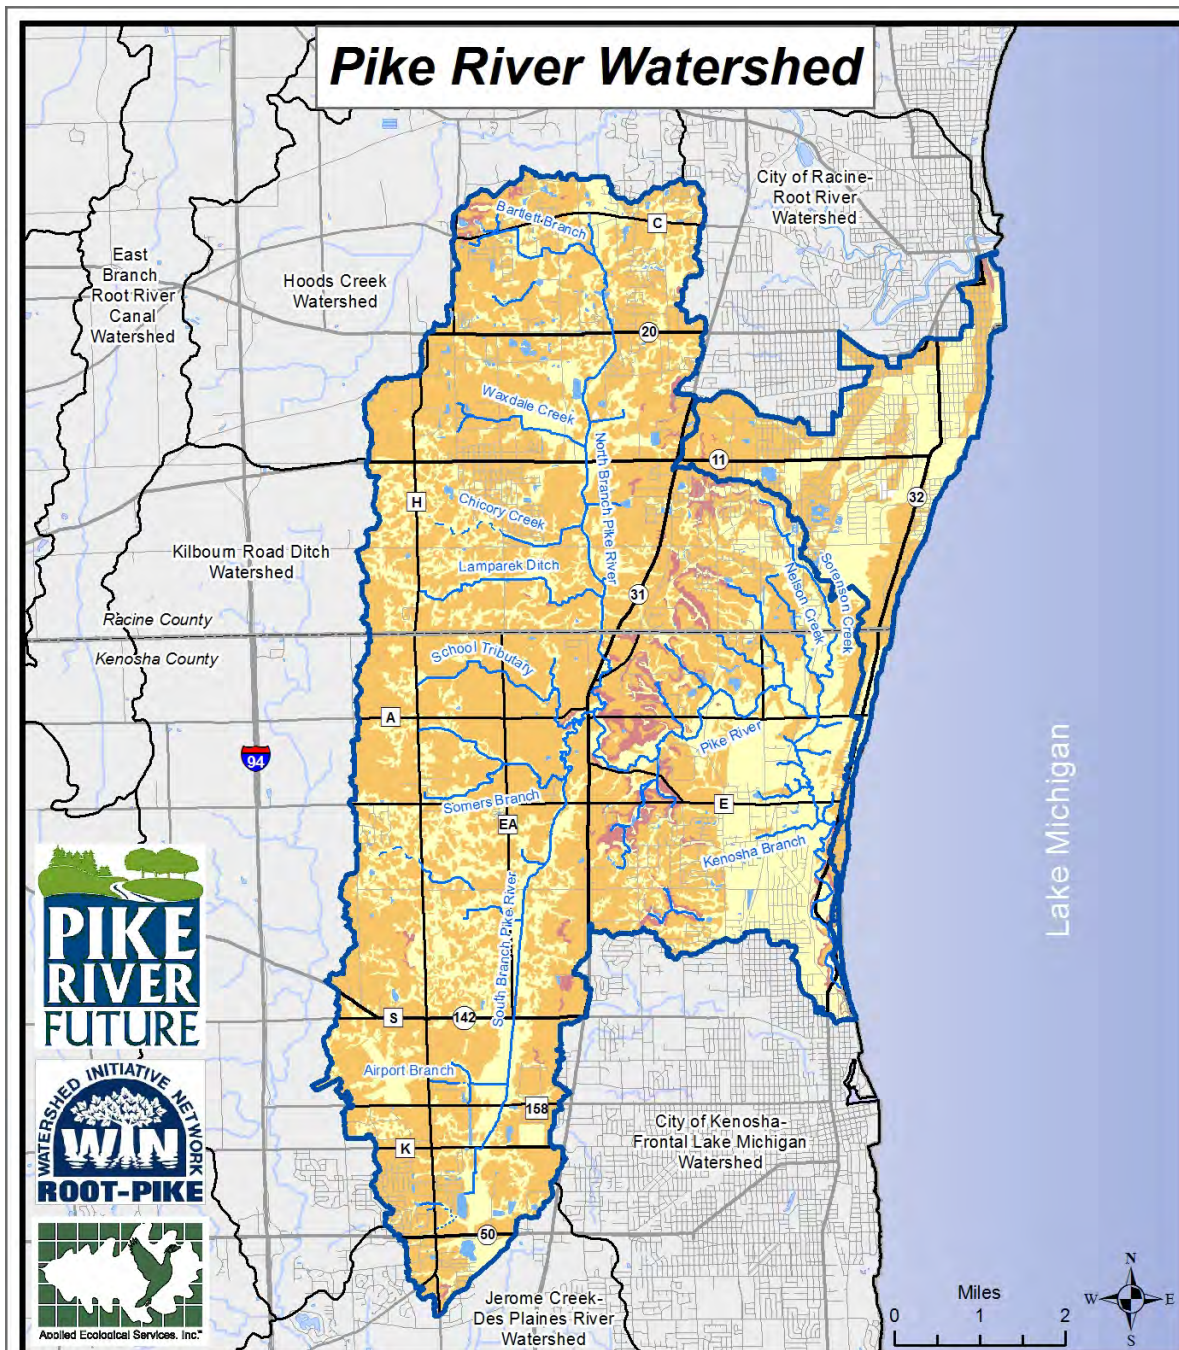 Pike River Watershed
City of Racine-
Root River
Watershed
Bartlett Branch
C
East
Branch
Root River
Canal
Watershed
Hoods Creek
Watershed
20
Waxdale Creek
North Branch Pike River
11
H
32
Chicory Creek
Kilbourn Road Ditch
Watershed
Lamparek Ditch
Nelson Creek
Sorenson Creek
31
Racine County
Kenosha County
School Tributary
A
Pike River
94
Lake Michigan
Somers Branch
E
EA
Kenosha Branch
South Branch Pike River
PIKE
RIVER
FUTURE
S
142
Airport Branch
WATERSHED INITIATIVE NETWORK
WIN
ROOT-PIKE
158
City of Kenosha-
Frontal Lake Michigan
Watershed
K
50
Applied Ecological Services, Inc.™
Jerome Creek-
Des Plaines River
Watershed
Miles
0 1 2
N
W E
S